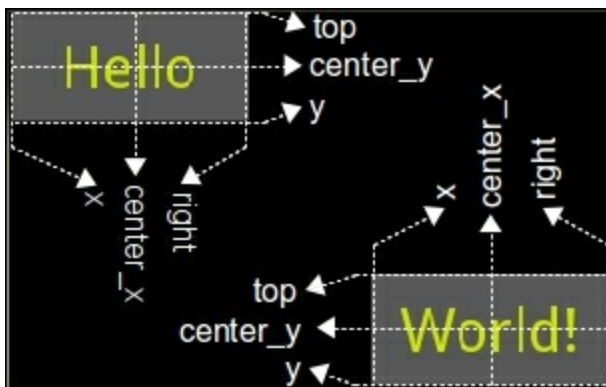 Hello
top
center_y
y
x
center_x
right
x
center_x
right
top
center_y
y
World!